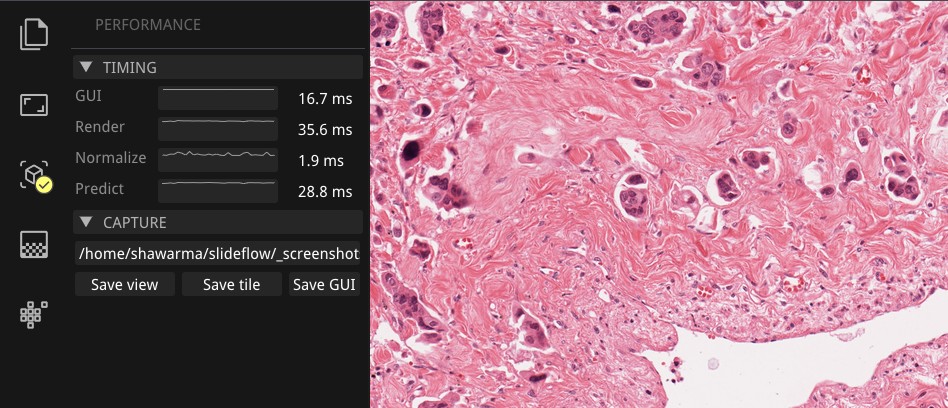 PERFORMANCE
TIMING
GUI 16.7 ms
Render 35.6 ms
Normalize 1.9 ms
Predict 28.8 ms
CAPTURE
/home/shawarma/slideflow/_screenshot
Save view Save tile Save GUI